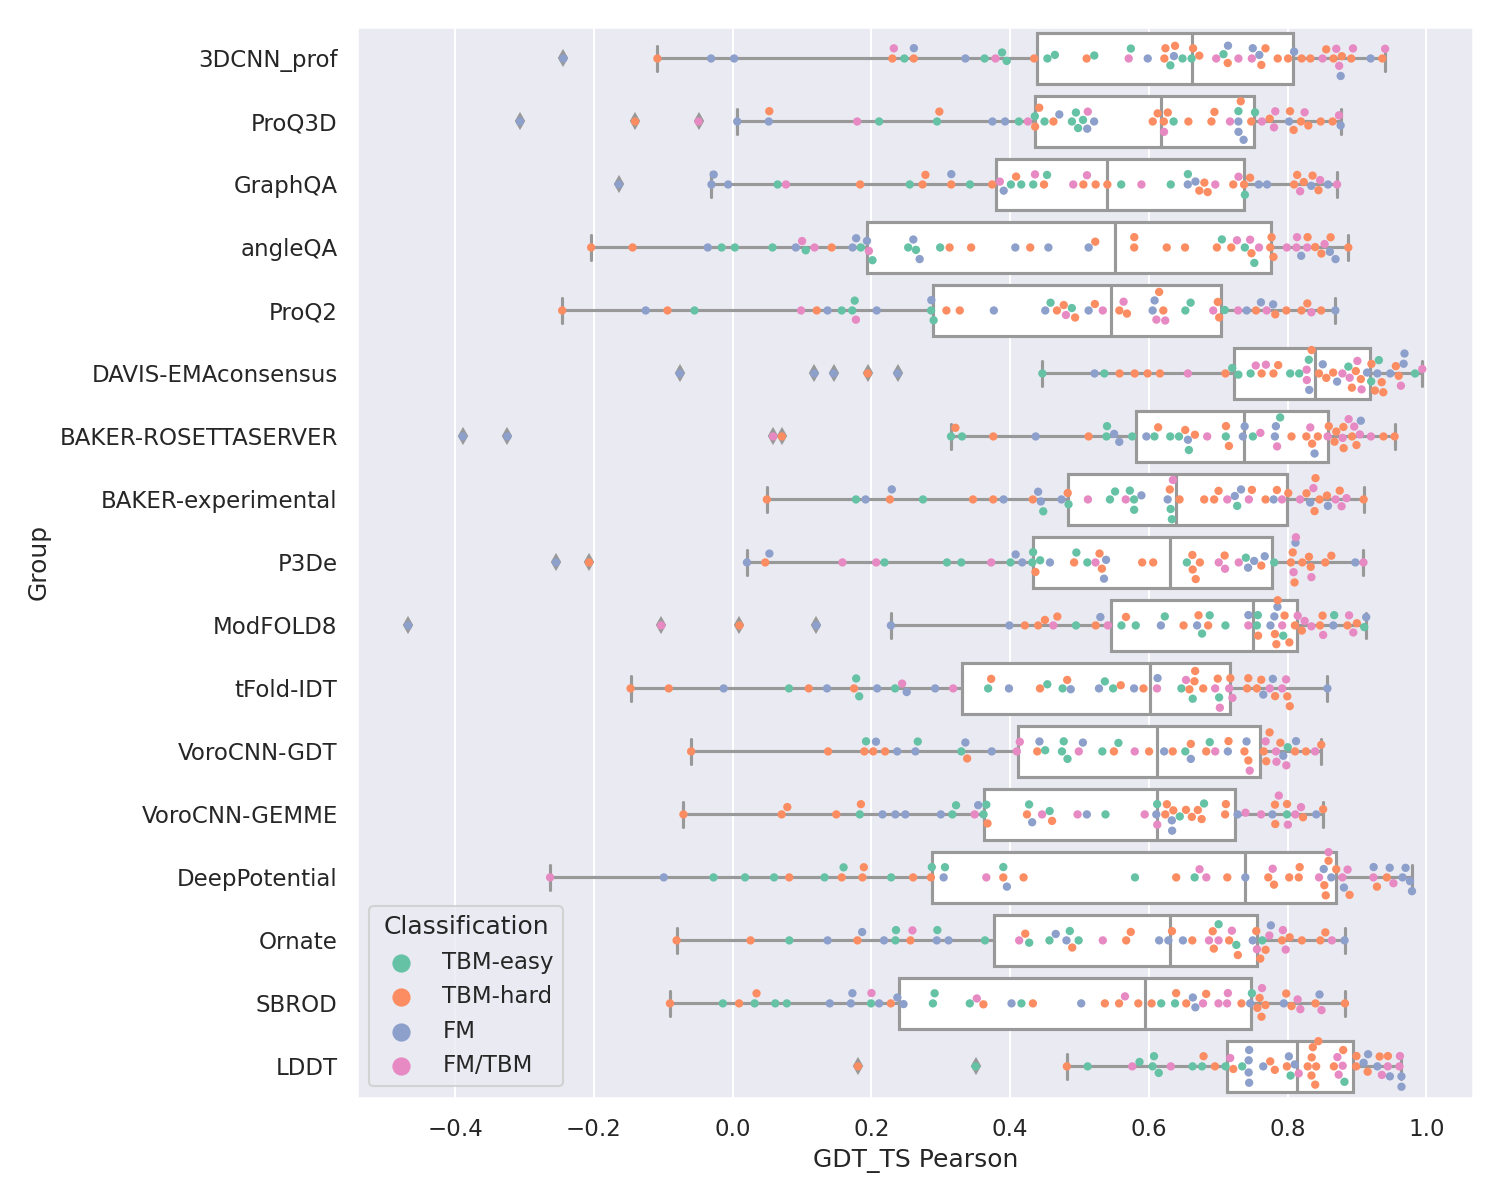 3DCNN_prof
ProQ3D
GraphQA
angleQA
ProQ2
DAVIS-EMAconsensus
BAKER-ROSETTASERVER
BAKER-experimental
P3De
ModFOLD8
tFold-IDT
VoroCNN-GDT
VoroCNN-GEMME
DeepPotential
Ornate
SBROD
LDDT
Group
Classification
TBM-easy
TBM-hard
FM
FM/TBM
−0.4 −0.2 0.0 0.2 0.4 0.6 0.8 1.0
GDT_TS Pearson